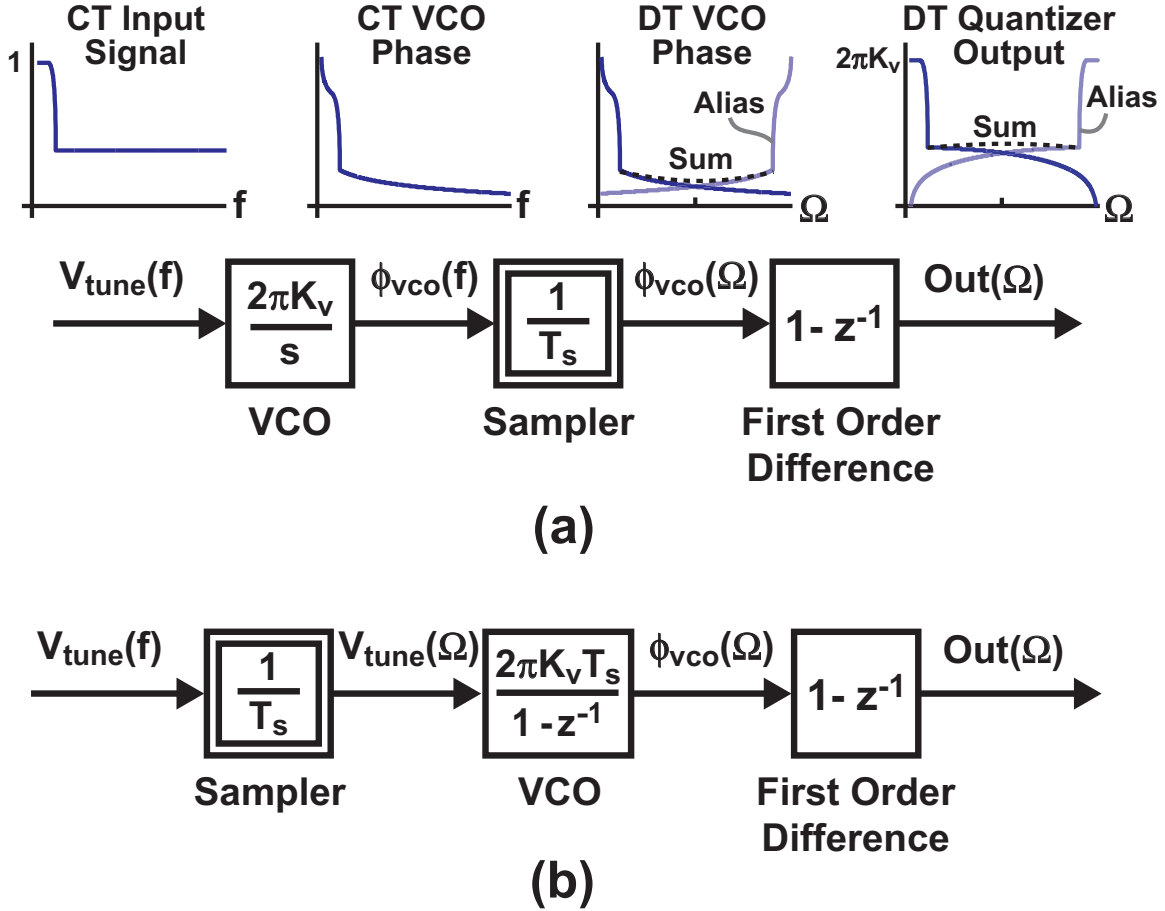 CT Input
Signal
1
f
CT VCO
Phase
f
DT VCO
Phase
Alias
Sum
Ω
DT Quantizer
Output
2πKv
Alias
Sum
Ω
Vtune(f)
2πKv
s
VCO
ϕvco(f)
1
Ts
Sampler
ϕvco(Ω)
1- z-1
First Order
Difference
Out(Ω)
(a)
Vtune(f)
1
Ts
Sampler
Vtune(Ω)
2πKvTs
1-z-1
VCO
ϕvco(Ω)
1- z-1
First Order
Difference
Out(Ω)
(b)